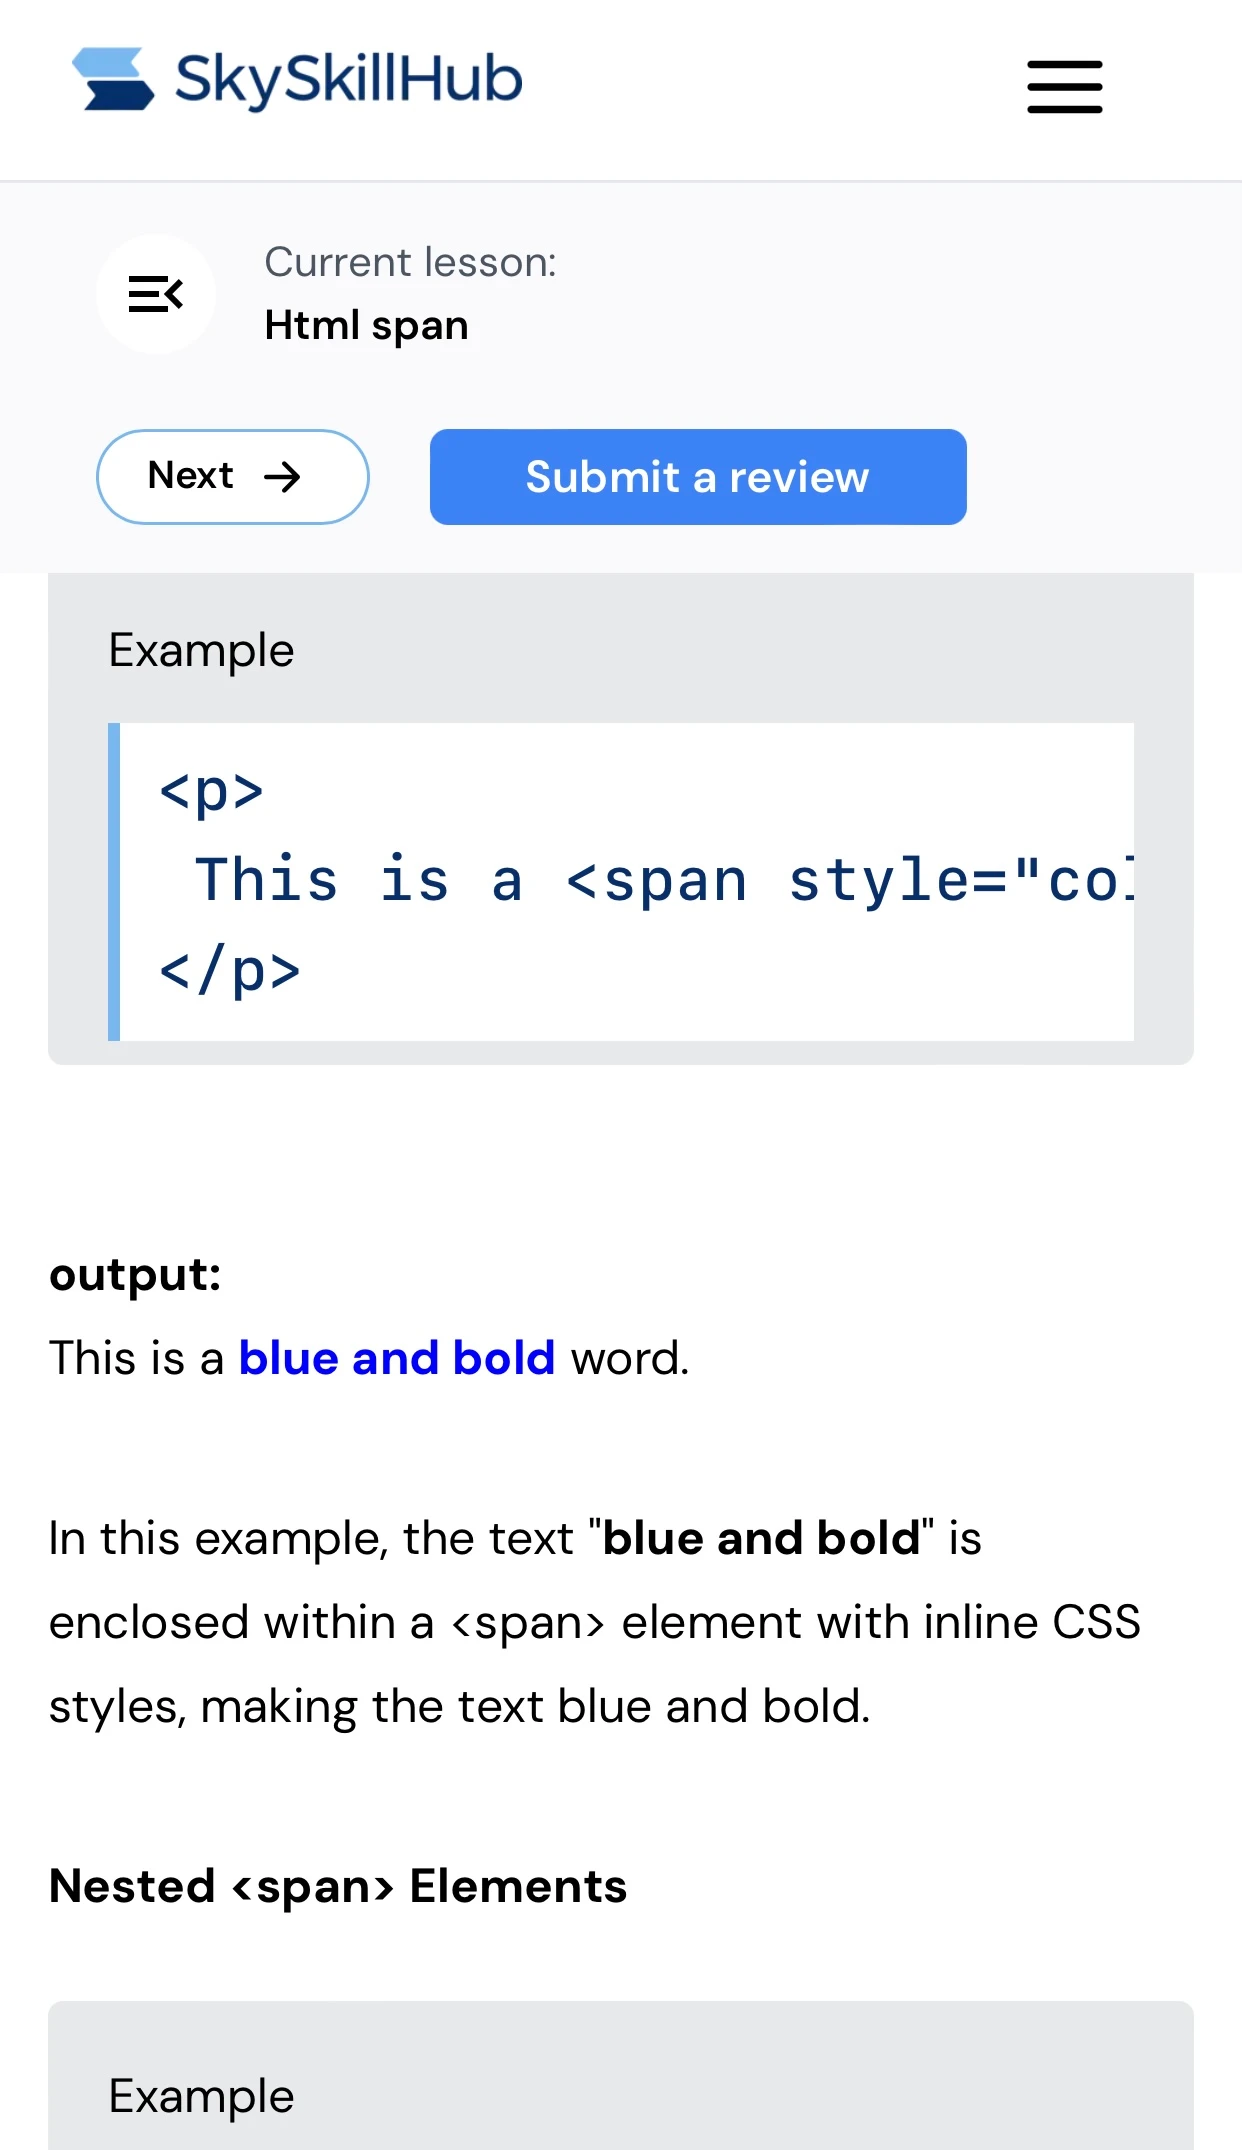 SkySkillHub
Current lesson:
Html span
Next →
Submit a review
Example
<p>
This is a <span style="col
</p>
output:
This is a blue and bold word.
In this example, the text "blue and bold" is
enclosed within a <span> element with inline CSS
styles, making the text blue and bold.
Nested <span> Elements
Example